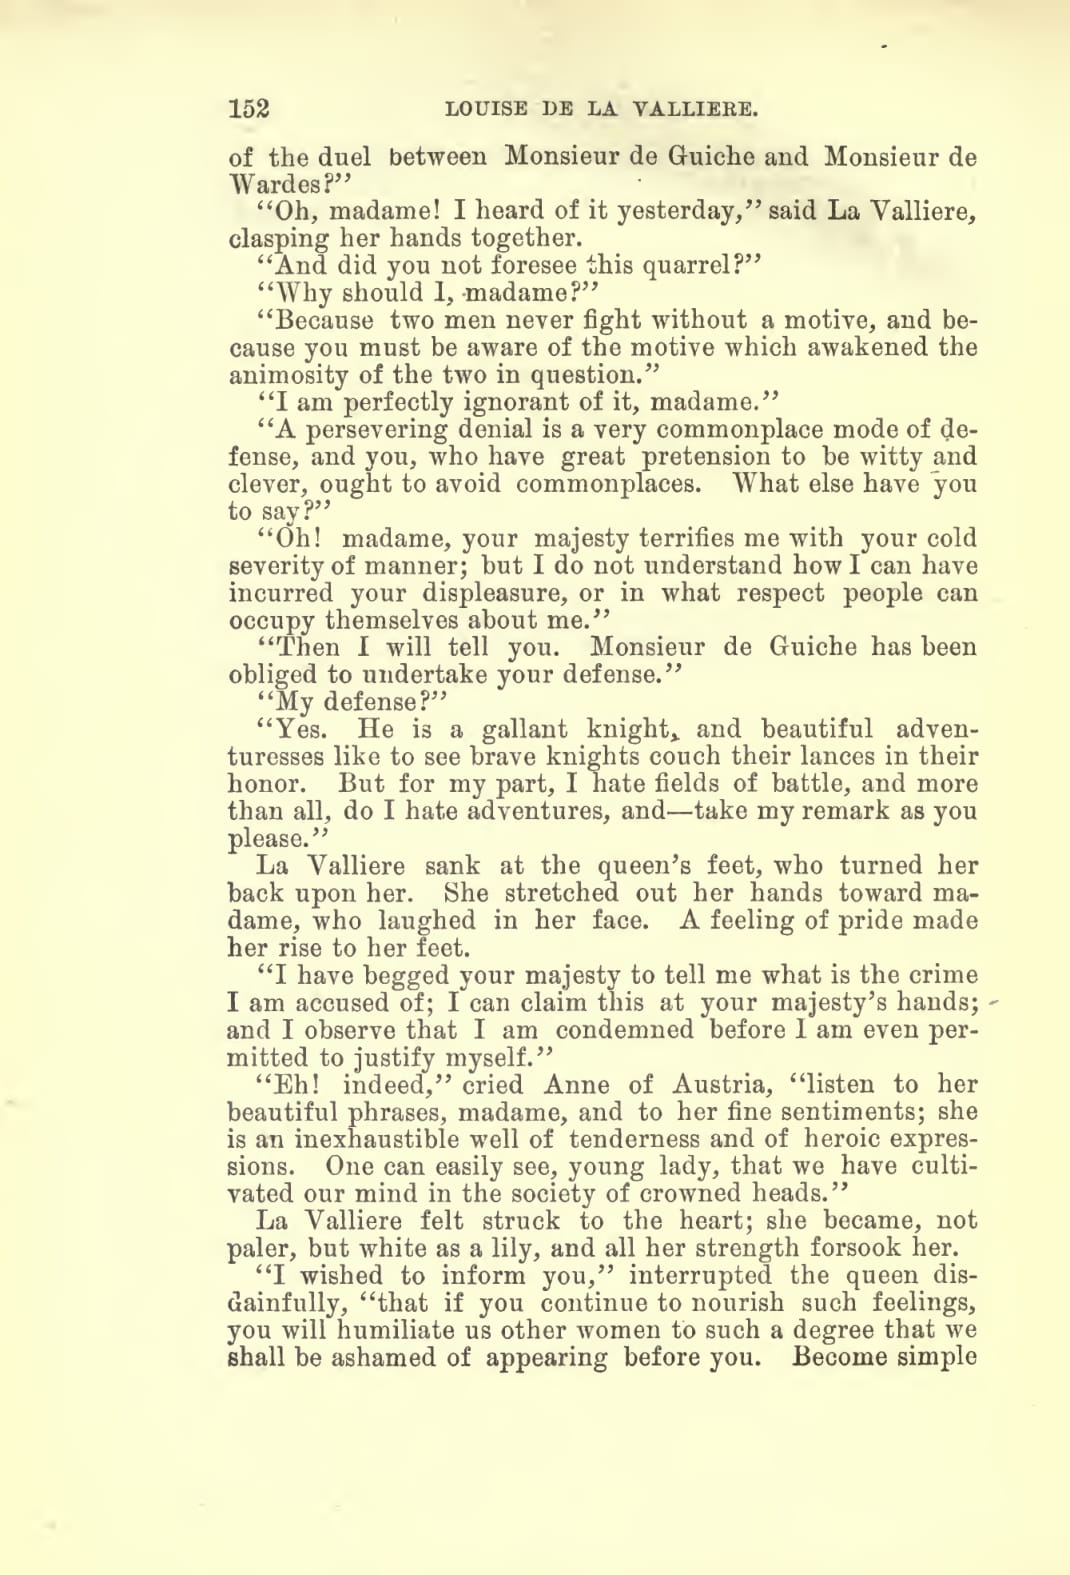 152 LOUISE DE LA VALLIERE.
of the duel between Monsieur de Guiche and Monsieur de
Wardes?”
“Oh, madame! I heard of it yesterday,” said La Valliere,
clasping her hands together.
“And did you not foresee this quarrel?”
“Why should I, madame?”
“Because two men never fight without a motive, and be-
cause you must be aware of the motive which awakened the
animosity of the two in question.”
“I am perfectly ignorant of it, madame.”
“A persevering denial is a very commonplace mode of de-
fense, and you, who have great pretension to be witty and
clever, ought to avoid commonplaces. What else have you
to say?”
“Oh! madame, your majesty terrifies me with your cold
severity of manner; but I do not understand how I can have
incurred your displeasure, or in what respect people can
occupy themselves about me.”
“Then I will tell you. Monsieur de Guiche has been
obliged to undertake your defense.”
“My defense?”
“Yes. He is a gallant knight, and beautiful adven-
turesses like to see brave knights couch their lances in their
honor. But for my part, I hate fields of battle, and more
than all, do I hate adventures, and—take my remark as you
please.”
La Valliere sank at the queen’s feet, who turned her
back upon her. She stretched out her hands toward ma-
dame, who laughed in her face. A feeling of pride made
her rise to her feet.
“I have begged your majesty to tell me what is the crime
I am accused of; I can claim this at your majesty’s hands;
and I observe that I am condemned before I am even per-
mitted to justify myself.”
“Eh! indeed,” cried Anne of Austria, “listen to her
beautiful phrases, madame, and to her fine sentiments; she
is an inexhaustible well of tenderness and of heroic expres-
sions. One can easily see, young lady, that we have culti-
vated our mind in the society of crowned heads.”
La Valliere felt struck to the heart; she became, not
paler, but white as a lily, and all her strength forsook her.
“I wished to inform you,” interrupted the queen dis-
dainfully, “that if you continue to nourish such feelings,
you will humiliate us other women to such a degree that we
shall be ashamed of appearing before you. Become simple